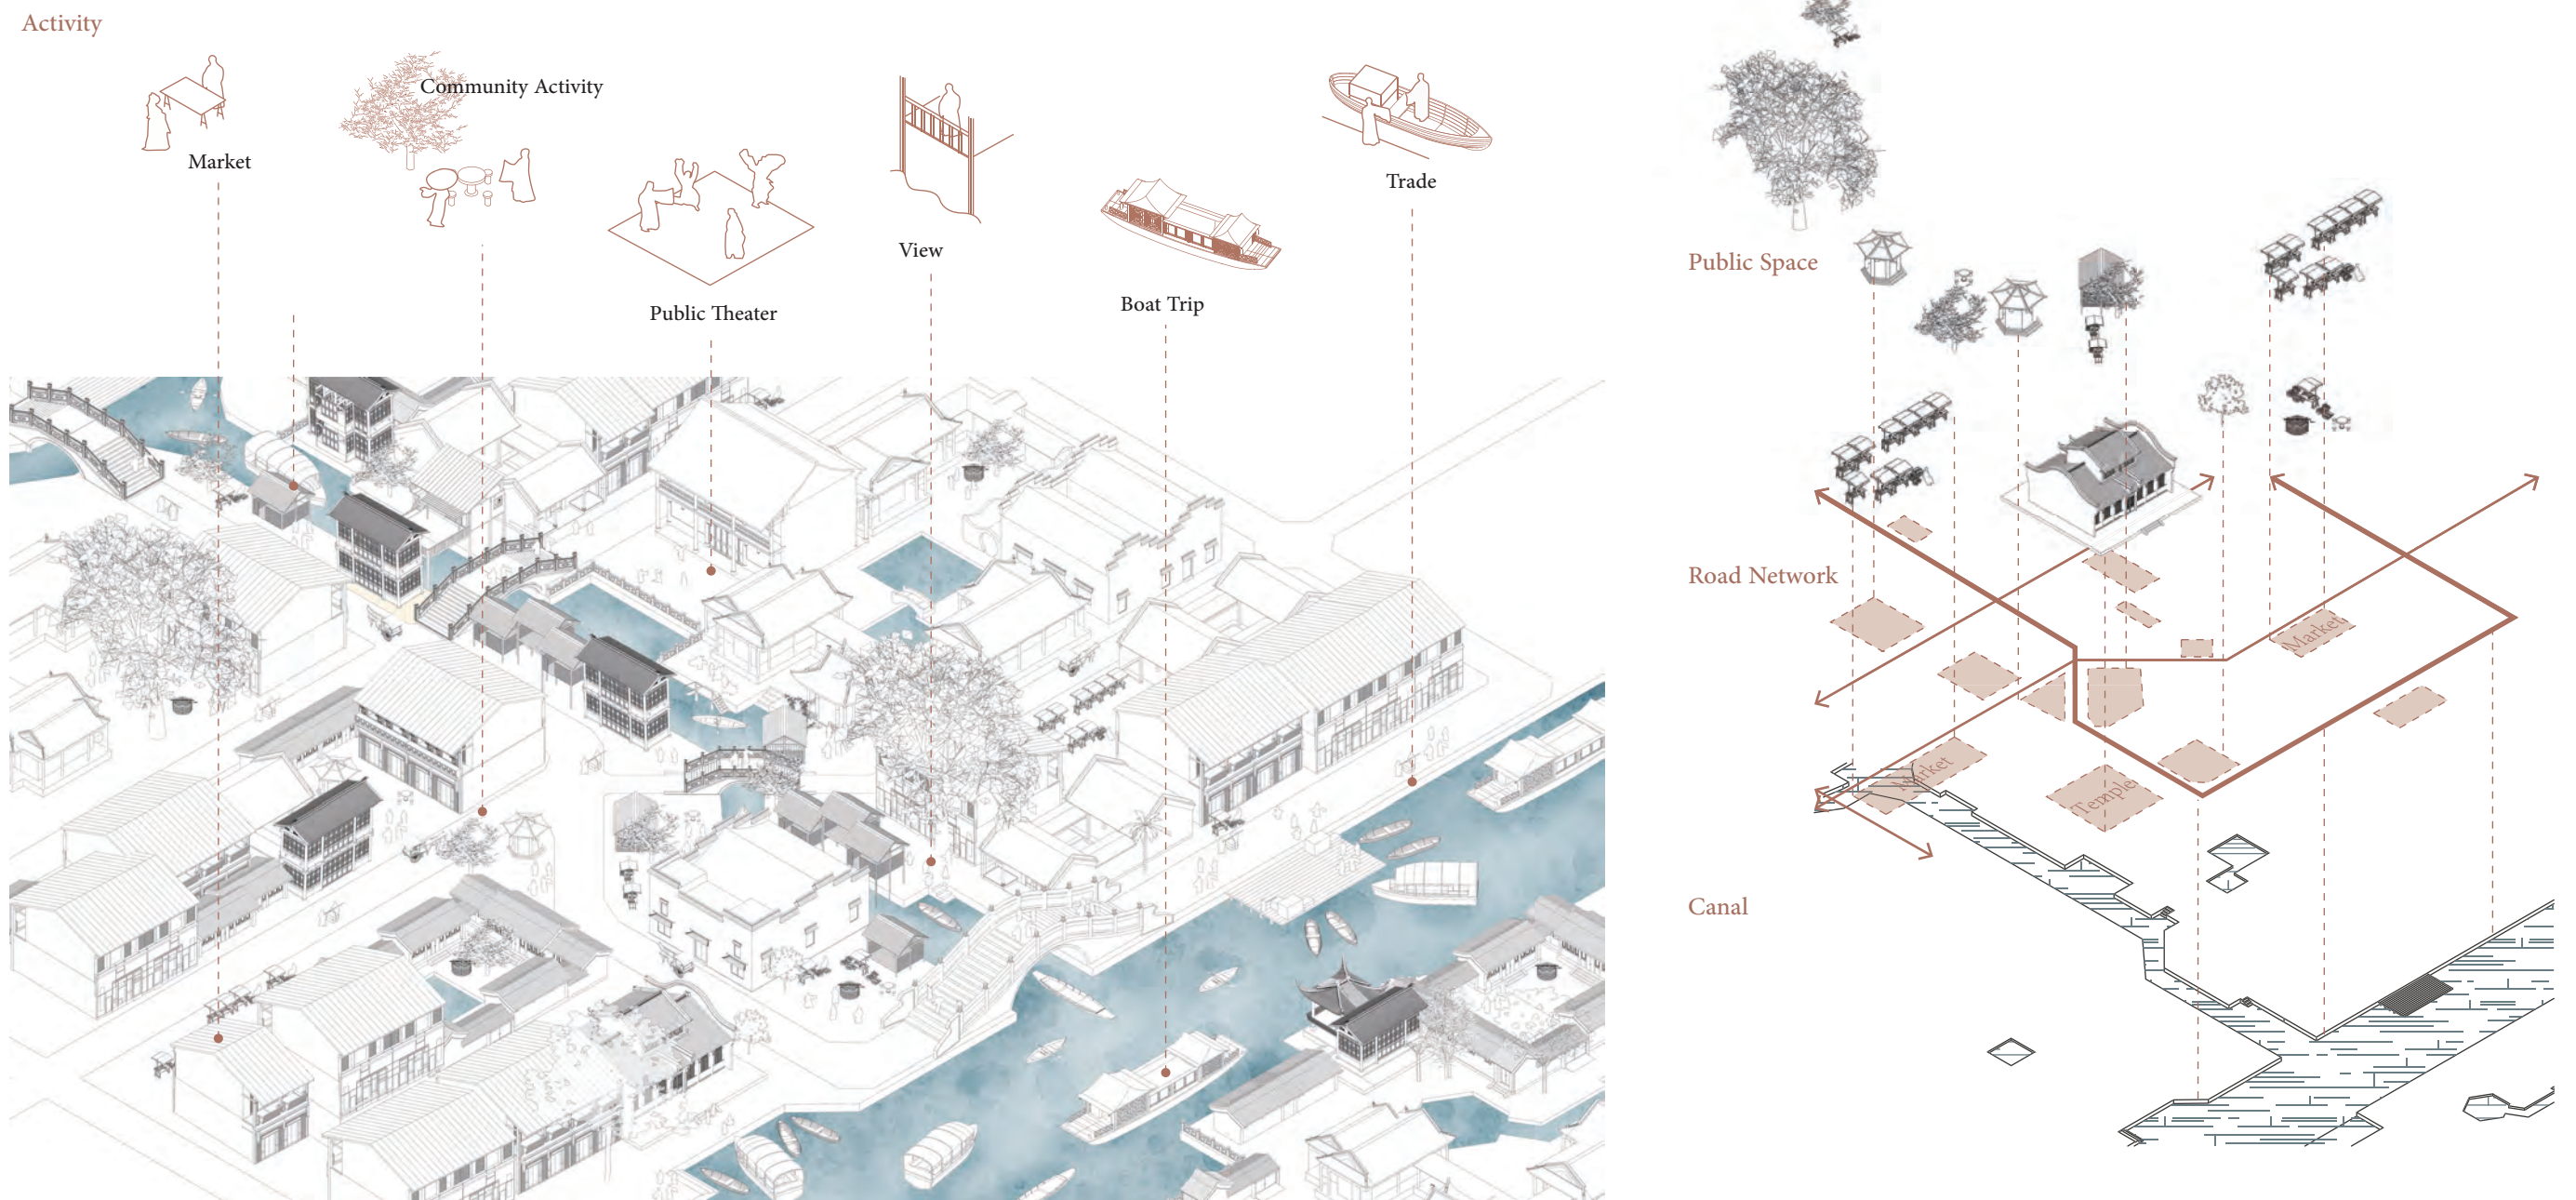 Activity
Community Activity
Market
Trade
View
Boat Trip
Public Theater
Public Space
Road Network
Market
Market
Temple
Canal